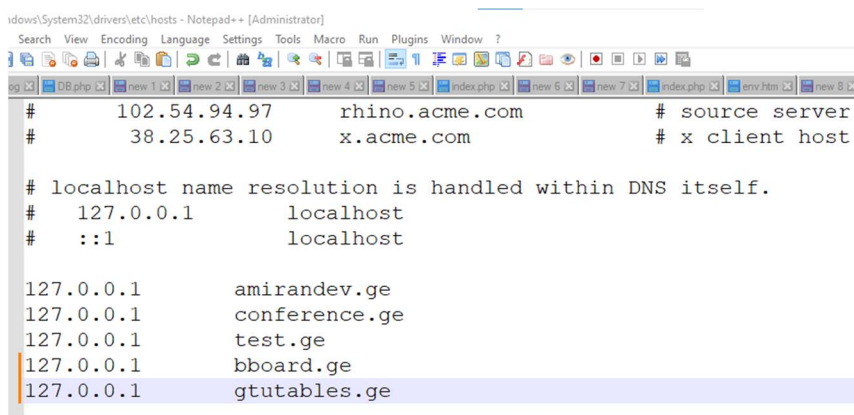 ndows\System32\drivers\etc\hosts - Notepad++ [Administrator]
Search View Encoding Language Settings Tools Macro Run Plugins Window ?
og DB.php new 1 new 2 new 3 new 4 new 5 index.php new 6 new 7 index.php env.htm new 8
# 102.54.94.97 rhino.acme.com # source server
# 38.25.63.10 x.acme.com # x client host
# localhost name resolution is handled within DNS itself.
# 127.0.0.1 localhost
# ::1 localhost
127.0.0.1 amirandev.ge
127.0.0.1 conference.ge
127.0.0.1 test.ge
127.0.0.1 bboard.ge
127.0.0.1 gtutables.ge